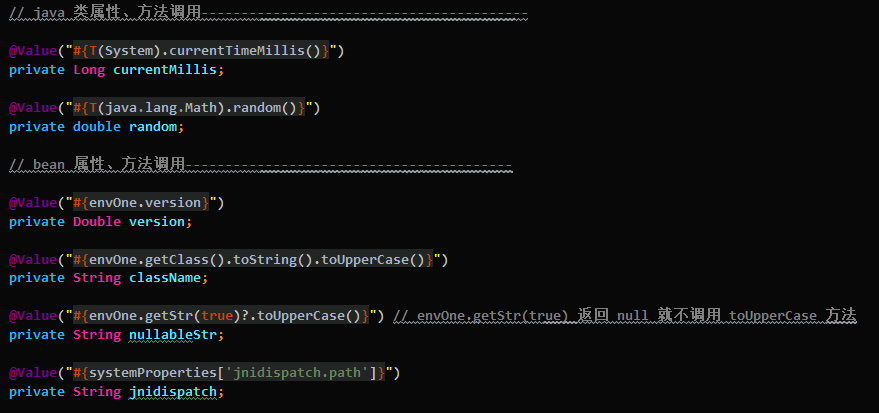 // java 类属性、方法调用-----------------------------------------
@Value("#{T(System).currentTimeMillis()}")
private Long currentMillis;
@Value("#{T(java.lang.Math).random()}")
private double random;
// bean 属性、方法调用-----------------------------------------
@Value("#{envOne.version}")
private Double version;
@Value("#{envOne.getClass().toString().toUpperCase()}")
private String className;
@Value("#{envOne.getStr(true)?.toUpperCase()}") // envOne.getStr(true) 返回 null 就不调用 toUpperCase 方法
private String nullableStr;
@Value("#{systemProperties['jnidispatch.path']}")
private String jnidispatch;